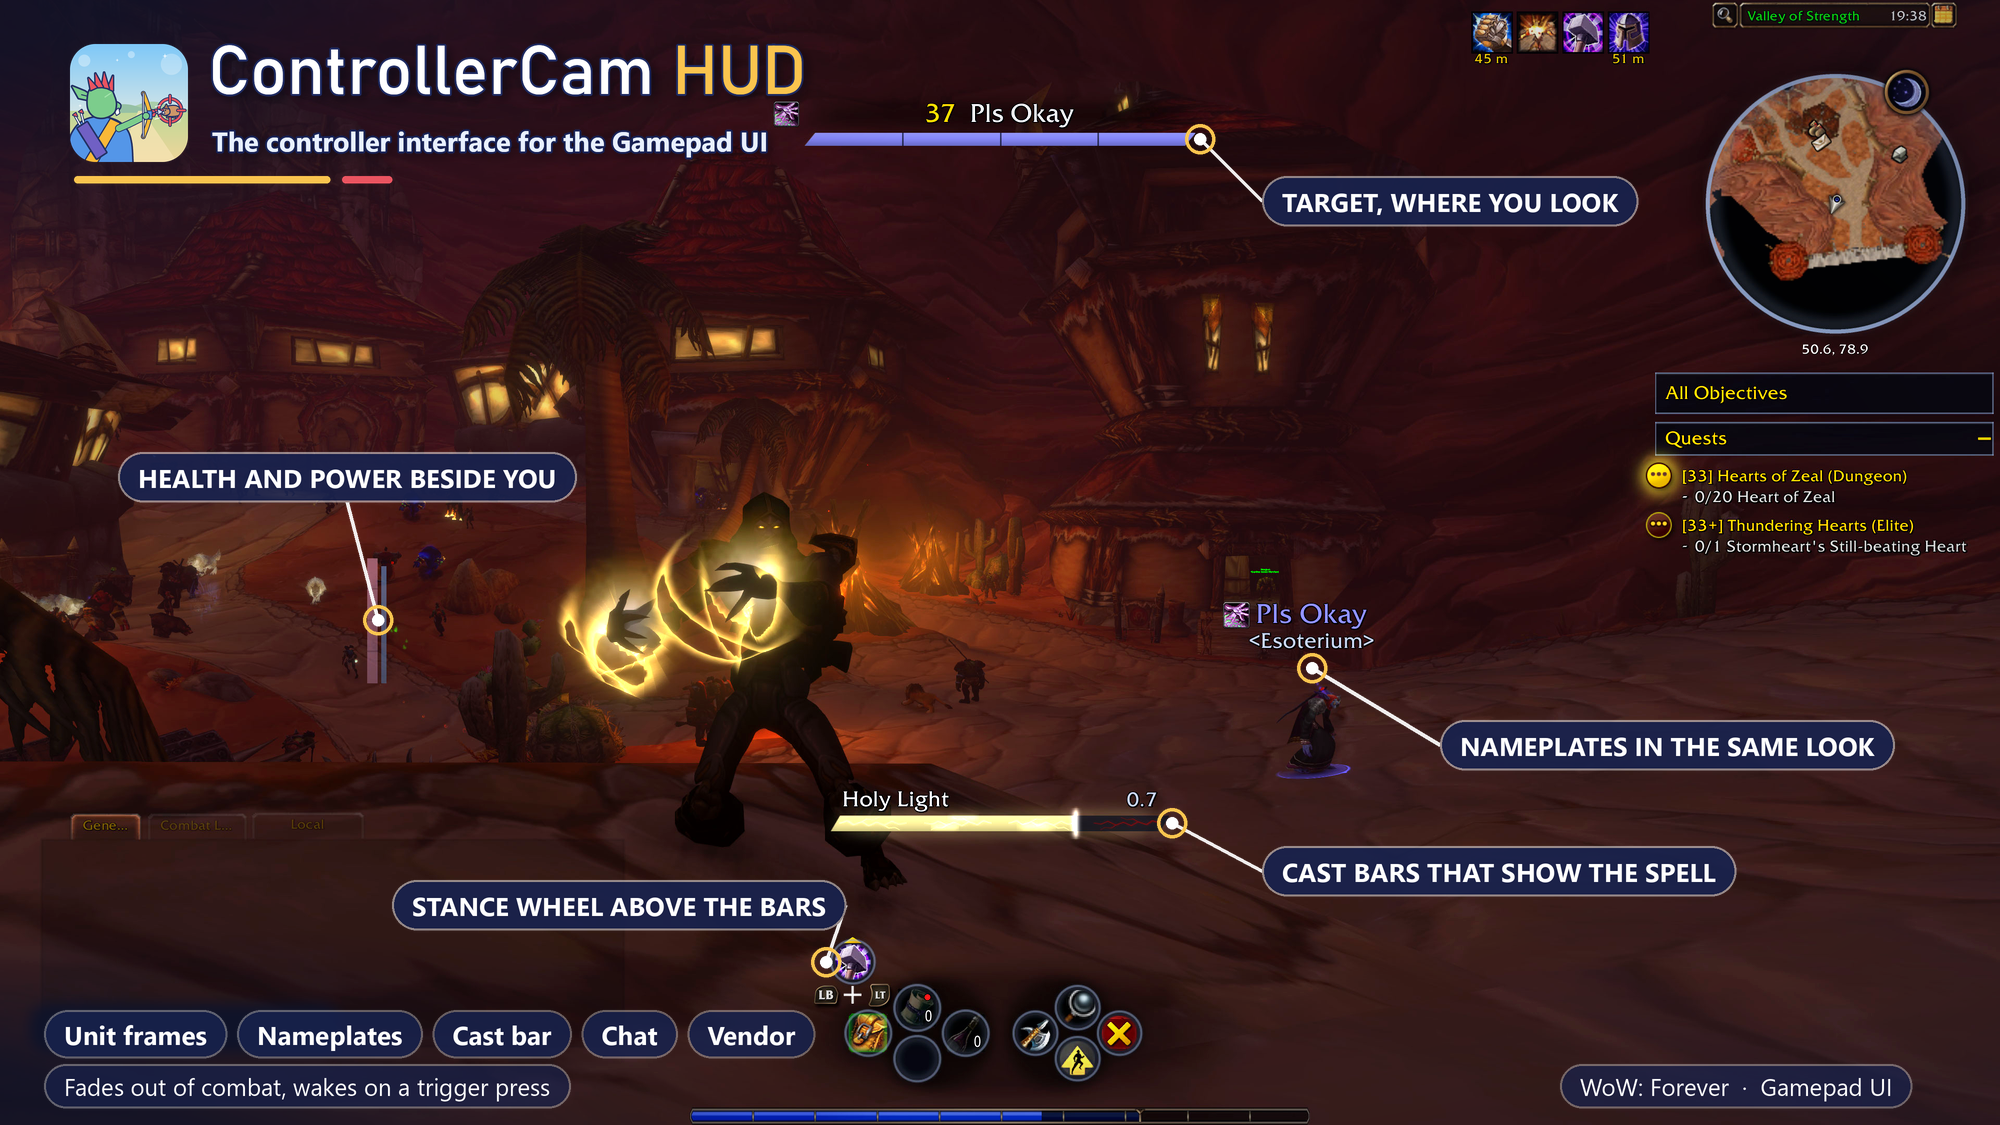 ControllerCam HUD
The controller interface for the Gamepad UI
45 m
51 m
Valley of Strength 19:38
37 Pls Okay
TARGET, WHERE YOU LOOK
50.6, 78.9
All Objectives
Quests
[33] Hearts of Zeal (Dungeon)
- 0/20 Heart of Zeal
[33+] Thundering Hearts (Elite)
- 0/1 Stormheart's Still-beating Heart
HEALTH AND POWER BESIDE YOU
Pls Okay
<Esoterium>
NAMEPLATES IN THE SAME LOOK
Holy Light 0.7
CAST BARS THAT SHOW THE SPELL
Gene... Combat L... Local
STANCE WHEEL ABOVE THE BARS
LB + LT
0
0
Unit frames Nameplates Cast bar Chat Vendor
Fades out of combat, wakes on a trigger press
WoW: Forever · Gamepad UI